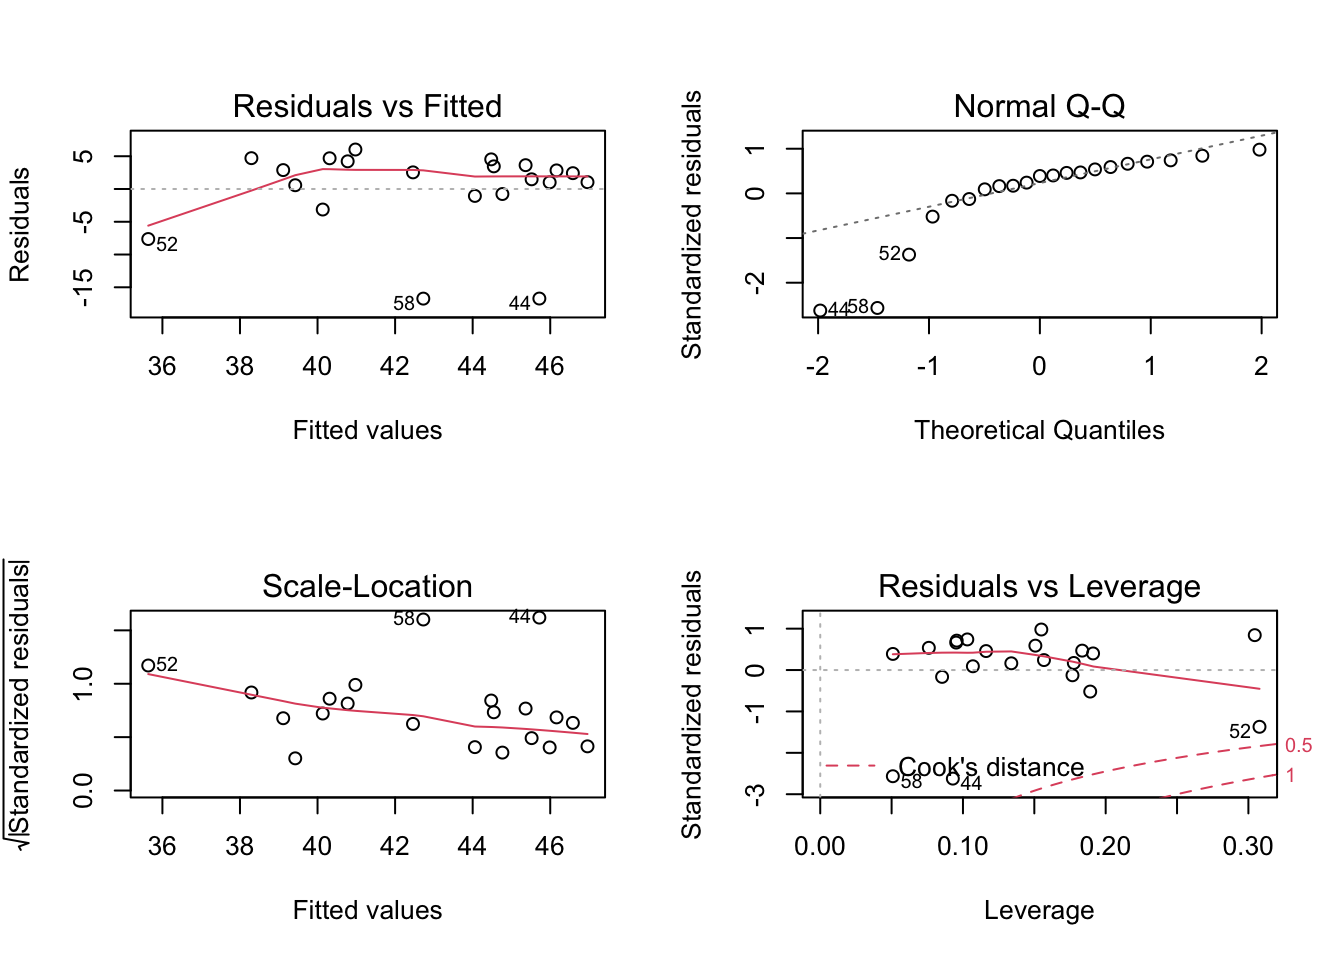 Residuals vs Fitted
Residuals
5
-5
-15
52
58
44
36 38 40 42 44 46
Fitted values
Normal Q-Q
Standardized residuals
1
0
-2
52
44
58
-2 -1 0 1 2
Theoretical Quantiles
Scale-Location
√|Standardized residuals|
1.0
0.0
52
58
44
36 38 40 42 44 46
Fitted values
Residuals vs Leverage
Standardized residuals
1
0
-1
-3
52
0.5
Cook's distance
1
58
44
0.00 0.10 0.20 0.30
Leverage